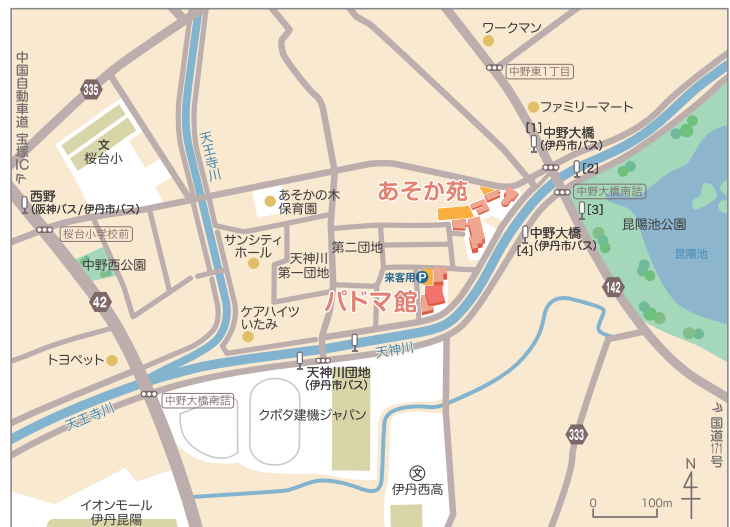 ワークマン
中野東1丁目
中国自動車道 宝塚IC
335
ファミリーマート
[1]
中野大橋
(伊丹市バス)
文
桜台小
天王寺川
[2]
西野
(阪神バス/伊丹市バス)
あそかの木
保育園
あそか苑
中野大橋南詰
[3]
昆陽池公園
桜台小学校前
サンシティ
ホール
天神川
第一団地
第二団地
中野大橋
[4]
(伊丹市バス)
昆陽池
中野西公園
来客用P
142
42
パドマ館
ケアハイツ
いたみ
トヨペット
天神川
天神川団地
(伊丹市バス)
中野大橋南詰
天王寺川
クボタ建機ジャパン
国道171号
333
文
伊丹西高
N
0
100m
イオンモール
伊丹昆陽